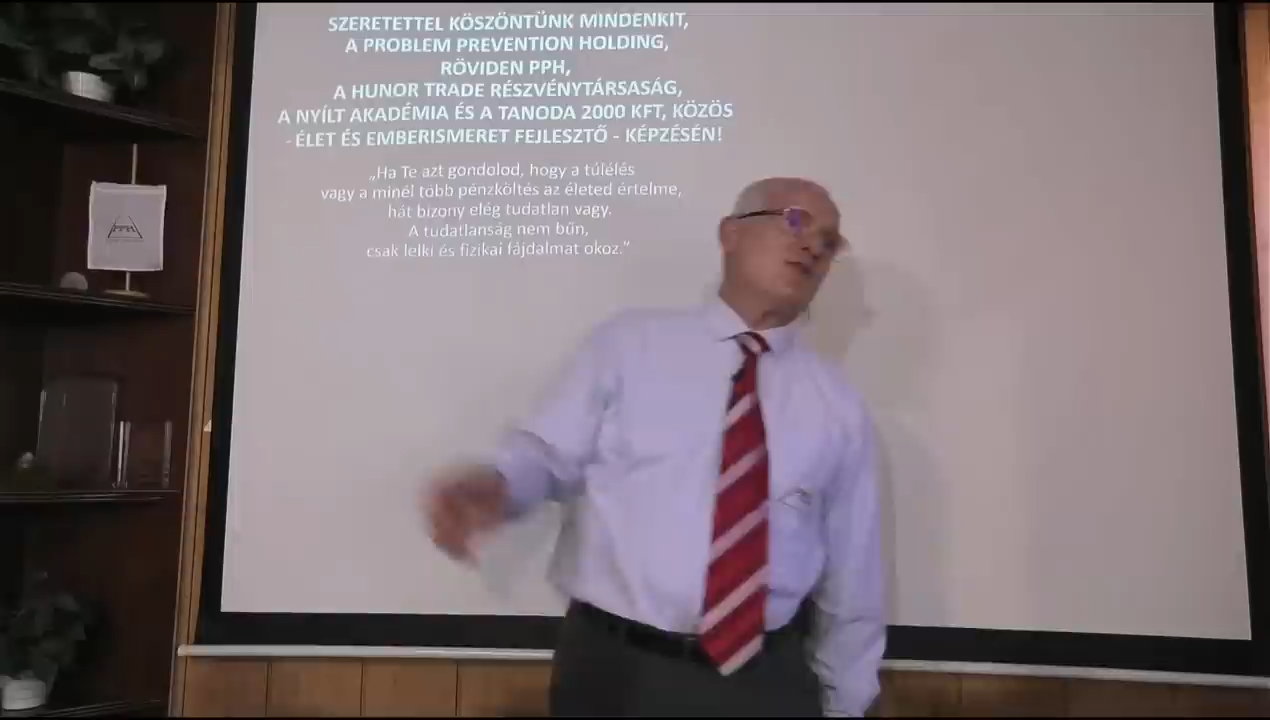 SZERETETTEL KÖSZÖNTÜNK MINDENKIT,
A PROBLEM PREVENTION HOLDING,
RÖVIDEN PPH,
A HUNOR TRADE RÉSZVÉNYTÁRSASÁG,
A NYÍLT AKADÉMIA ÉS A TANODA 2000 KFT, KÖZÖS
- ÉLET ÉS EMBERISMERET FEJLESZTŐ - KÉPZÉSÉN!
„Ha Te azt gondolod, hogy a túlélés
vagy a minél több pénzköltés az életed értelme,
hát bizony elég tudatlan vagy.
A tudatlanság nem bűn,
csak lelki és fizikai fájdalmat okoz.”